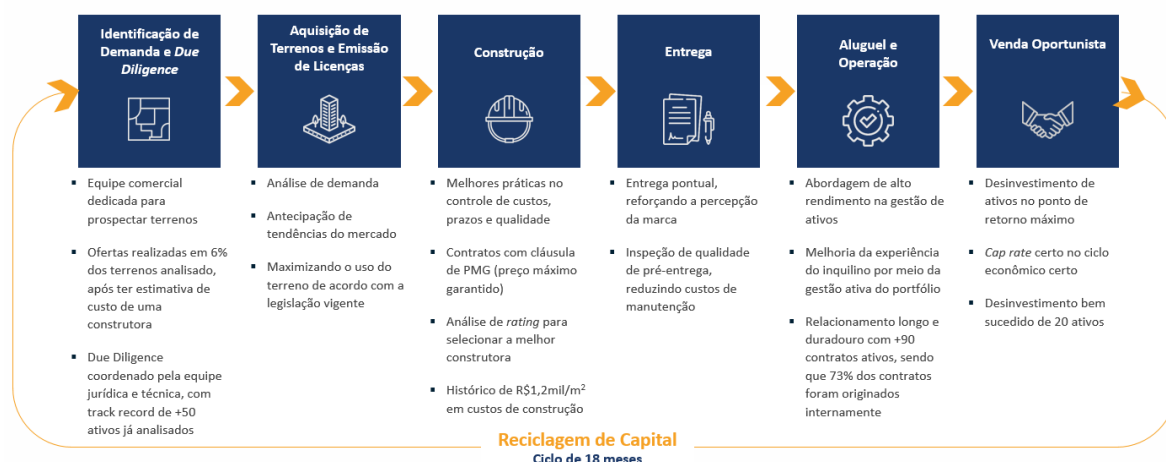 Identificação de
Demanda e Due
Diligence
Aquisição de
Terrenos e Emissão
de Licenças
Construção
Entrega
Aluguel e
Operação
Venda Oportunista
▪ Equipe comercial
dedicada para
prospectar terrenos
▪ Ofertas realizadas em 6%
dos terrenos analisado,
após ter estimativa de
custo de uma
construtora
▪ Due Diligence
coordenado pela equipe
jurídica e técnica, com
track record de +50
ativos já analisados
▪ Análise de demanda
▪ Antecipação de
tendências do mercado
▪ Maximizando o uso do
terreno de acordo com a
legislação vigente
▪ Melhores práticas no
controle de custos,
prazos e qualidade
▪ Contratos com cláusula
de PMG (preço máximo
garantido)
▪ Análise de rating para
selecionar a melhor
construtora
▪ Histórico de R$1,2mil/m²
em custos de construção
▪ Entrega pontual,
reforçando a percepção
da marca
▪ Inspeção de qualidade
de pré-entrega,
reduzindo custos de
manutenção
▪ Abordagem de alto
rendimento na gestão de
ativos
▪ Melhoria da experiência
do inquilino por meio da
gestão ativa do portfólio
▪ Relacionamento longo e
duradouro com +90
contratos ativos, sendo
que 73% dos contratos
foram originados
internamente
▪ Desinvestimento de
ativos no ponto de
retorno máximo
▪ Cap rate certo no ciclo
econômico certo
▪ Desinvestimento bem
sucedido de 20 ativos
Reciclagem de Capital
Ciclo de 18 meses